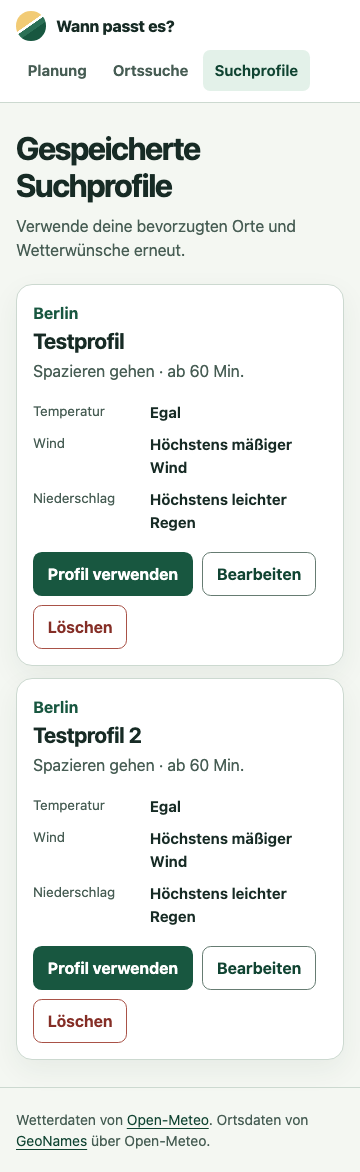 Wann passt es?
Planung Ortssuche Suchprofile
Gespeicherte
Suchprofile
Verwende deine bevorzugten Orte und
Wetterwünsche erneut.
Berlin
Testprofil
Spazieren gehen · ab 60 Min.
Temperatur Egal
Wind Höchstens mäßiger
Wind
Niederschlag Höchstens leichter
Regen
Profil verwenden Bearbeiten
Löschen
Berlin
Testprofil 2
Spazieren gehen · ab 60 Min.
Temperatur Egal
Wind Höchstens mäßiger
Wind
Niederschlag Höchstens leichter
Regen
Profil verwenden Bearbeiten
Löschen
Wetterdaten von Open-Meteo. Ortsdaten von
GeoNames über Open-Meteo.